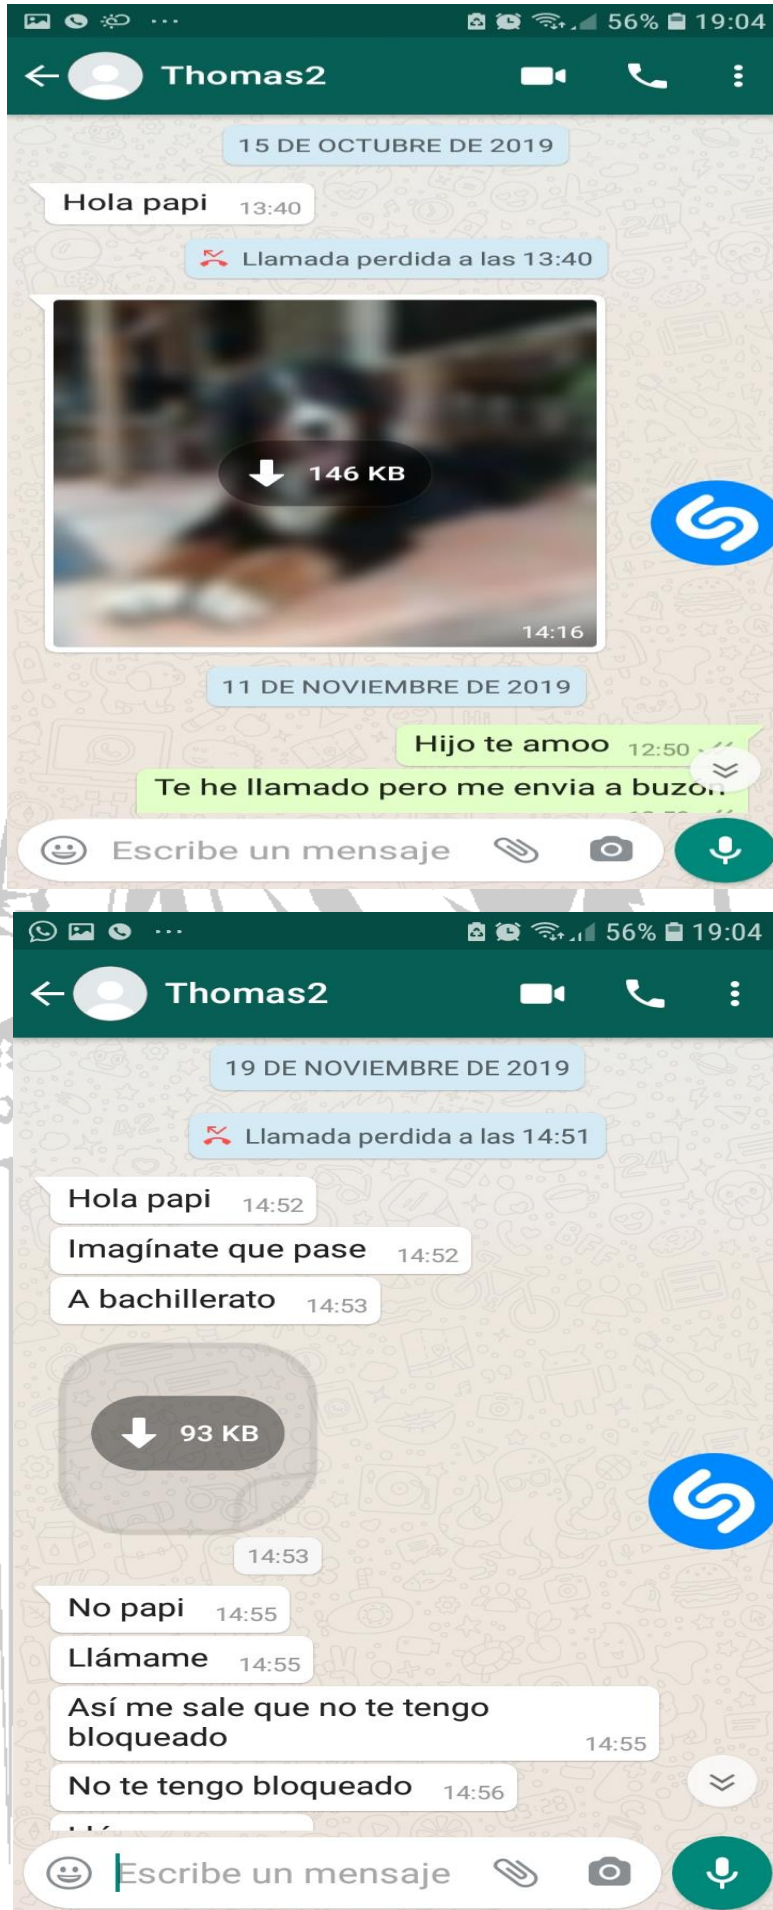 56% 19:04
Thomas2
15 DE OCTUBRE DE 2019
Hola papi 13:40
Llamada perdida a las 13:40
146 KB
14:16
11 DE NOVIEMBRE DE 2019
Hijo te amoo 12:50
Te he llamado pero me envia a buzón
Escribe un mensaje
56% 19:04
Thomas2
19 DE NOVIEMBRE DE 2019
Llamada perdida a las 14:51
Hola papi 14:52
Imagínate que pase 14:52
A bachillerato 14:53
93 KB
14:53
No papi 14:55
Llámame 14:55
Así me sale que no te tengo
bloqueado 14:55
No te tengo bloqueado 14:56
Escribe un mensaje